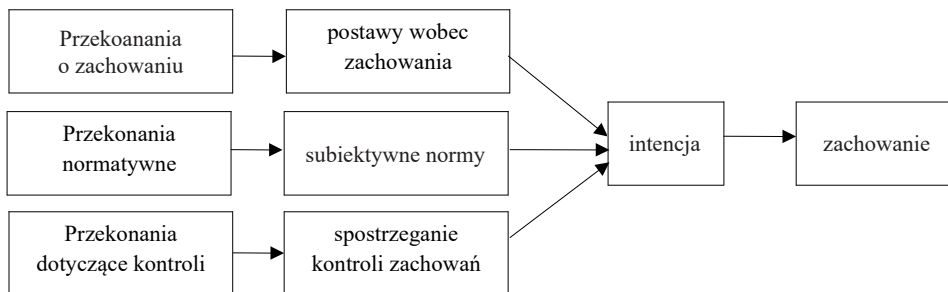 Przekoanania
o zachowaniu
postawy wobec
zachowania
Przekonania
normatywne
subiektywne normy
intencja
zachowanie
Przekonania
dotyczące kontroli
spostrzeganie
kontroli zachowań